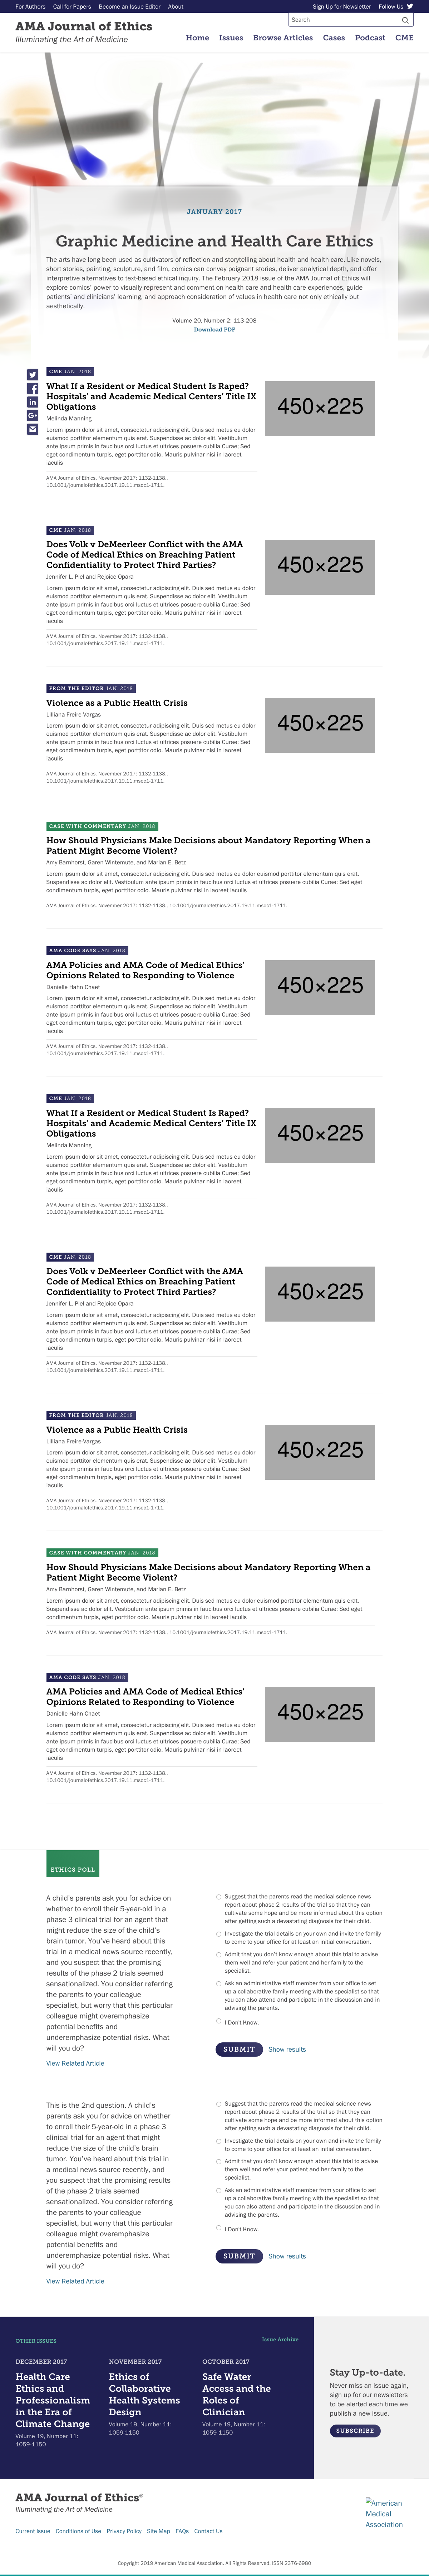 For Authors Call for Papers Become an Issue Editor About Sign Up for Newsletter Follow Us
AMA Journal of Ethics
Illuminating the Art of Medicine
Search
Home Issues Browse Articles Cases Podcast CME
JANUARY 2017
Graphic Medicine and Health Care Ethics
The arts have long been used as cultivators of reflection and storytelling about health and health care. Like novels,
short stories, painting, sculpture, and film, comics can convey poignant stories, deliver analytical depth, and offer
interpretable alternatives to text-based ethical inquiry. The February 2018 issue of the AMA Journal of Ethics will
explore comics' power to visually represent and comment on health care and health care experiences, guide
patients' and clinicians' learning, and approach consideration of values in health care not only ethically but
aesthetically.
Volume 20, Number 2: 113-208
Download PDF
CME JAN. 2018
What If a Resident or Medical Student Is Raped?
Hospitals' and Academic Medical Centers' Title IX
Obligations
Melinda Manning
Lorem ipsum dolor sit amet, consectetur adipiscing elit. Duis sed metus eu dolor
euismod porttitor elementum quis erat. Suspendisse ac dolor elit. Vestibulum
ante ipsum primis in faucibus orci luctus et ultrices posuere cubilia Curae; Sed
eget condimentum turpis, eget porttitor odio. Mauris pulvinar nisi in laoreet
iaculis
AMA Journal of Ethics. November 2017: 1132-1138.,
10.1001/journalofethics.2017.19.11.msoc1-1711.
450×225
CME JAN. 2018
Does Volk v DeMeerleer Conflict with the AMA
Code of Medical Ethics on Breaching Patient
Confidentiality to Protect Third Parties?
Jennifer L. Piel and Rejoice Opara
Lorem ipsum dolor sit amet, consectetur adipiscing elit. Duis sed metus eu dolor
euismod porttitor elementum quis erat. Suspendisse ac dolor elit. Vestibulum
ante ipsum primis in faucibus orci luctus et ultrices posuere cubilia Curae; Sed
eget condimentum turpis, eget porttitor odio. Mauris pulvinar nisi in laoreet
iaculis
AMA Journal of Ethics. November 2017: 1132-1138.,
10.1001/journalofethics.2017.19.11.msoc1-1711.
450×225
FROM THE EDITOR JAN. 2018
Violence as a Public Health Crisis
Lilliana Freire-Vargas
Lorem ipsum dolor sit amet, consectetur adipiscing elit. Duis sed metus eu dolor
euismod porttitor elementum quis erat. Suspendisse ac dolor elit. Vestibulum
ante ipsum primis in faucibus orci luctus et ultrices posuere cubilia Curae; Sed
eget condimentum turpis, eget porttitor odio. Mauris pulvinar nisi in laoreet
iaculis
AMA Journal of Ethics. November 2017: 1132-1138.,
10.1001/journalofethics.2017.19.11.msoc1-1711.
450×225
CASE WITH COMMENTARY JAN. 2018
How Should Physicians Make Decisions about Mandatory Reporting When a
Patient Might Become Violent?
Amy Barnhorst, Garen Wintemute, and Marian E. Betz
Lorem ipsum dolor sit amet, consectetur adipiscing elit. Duis sed metus eu dolor euismod porttitor elementum quis erat.
Suspendisse ac dolor elit. Vestibulum ante ipsum primis in faucibus orci luctus et ultrices posuere cubilia Curae; Sed eget
condimentum turpis, eget porttitor odio. Mauris pulvinar nisi in laoreet iaculis
AMA Journal of Ethics. November 2017: 1132-1138., 10.1001/journalofethics.2017.19.11.msoc1-1711.
AMA CODE SAYS JAN. 2018
AMA Policies and AMA Code of Medical Ethics'
Opinions Related to Responding to Violence
Danielle Hahn Chaet
Lorem ipsum dolor sit amet, consectetur adipiscing elit. Duis sed metus eu dolor
euismod porttitor elementum quis erat. Suspendisse ac dolor elit. Vestibulum
ante ipsum primis in faucibus orci luctus et ultrices posuere cubilia Curae; Sed
eget condimentum turpis, eget porttitor odio. Mauris pulvinar nisi in laoreet
iaculis
AMA Journal of Ethics. November 2017: 1132-1138.,
10.1001/journalofethics.2017.19.11.msoc1-1711.
450×225
CME JAN. 2018
What If a Resident or Medical Student Is Raped?
Hospitals' and Academic Medical Centers' Title IX
Obligations
Melinda Manning
Lorem ipsum dolor sit amet, consectetur adipiscing elit. Duis sed metus eu dolor
euismod porttitor elementum quis erat. Suspendisse ac dolor elit. Vestibulum
ante ipsum primis in faucibus orci luctus et ultrices posuere cubilia Curae; Sed
eget condimentum turpis, eget porttitor odio. Mauris pulvinar nisi in laoreet
iaculis
AMA Journal of Ethics. November 2017: 1132-1138.,
10.1001/journalofethics.2017.19.11.msoc1-1711.
450×225
CME JAN. 2018
Does Volk v DeMeerleer Conflict with the AMA
Code of Medical Ethics on Breaching Patient
Confidentiality to Protect Third Parties?
Jennifer L. Piel and Rejoice Opara
Lorem ipsum dolor sit amet, consectetur adipiscing elit. Duis sed metus eu dolor
euismod porttitor elementum quis erat. Suspendisse ac dolor elit. Vestibulum
ante ipsum primis in faucibus orci luctus et ultrices posuere cubilia Curae; Sed
eget condimentum turpis, eget porttitor odio. Mauris pulvinar nisi in laoreet
iaculis
AMA Journal of Ethics. November 2017: 1132-1138.,
10.1001/journalofethics.2017.19.11.msoc1-1711.
450×225
FROM THE EDITOR JAN. 2018
Violence as a Public Health Crisis
Lilliana Freire-Vargas
Lorem ipsum dolor sit amet, consectetur adipiscing elit. Duis sed metus eu dolor
euismod porttitor elementum quis erat. Suspendisse ac dolor elit. Vestibulum
ante ipsum primis in faucibus orci luctus et ultrices posuere cubilia Curae; Sed
eget condimentum turpis, eget porttitor odio. Mauris pulvinar nisi in laoreet
iaculis
AMA Journal of Ethics. November 2017: 1132-1138.,
10.1001/journalofethics.2017.19.11.msoc1-1711.
450×225
CASE WITH COMMENTARY JAN. 2018
How Should Physicians Make Decisions about Mandatory Reporting When a
Patient Might Become Violent?
Amy Barnhorst, Garen Wintemute, and Marian E. Betz
Lorem ipsum dolor sit amet, consectetur adipiscing elit. Duis sed metus eu dolor euismod porttitor elementum quis erat.
Suspendisse ac dolor elit. Vestibulum ante ipsum primis in faucibus orci luctus et ultrices posuere cubilia Curae; Sed eget
condimentum turpis, eget porttitor odio. Mauris pulvinar nisi in laoreet iaculis
AMA Journal of Ethics. November 2017: 1132-1138., 10.1001/journalofethics.2017.19.11.msoc1-1711.
AMA CODE SAYS JAN. 2018
AMA Policies and AMA Code of Medical Ethics'
Opinions Related to Responding to Violence
Danielle Hahn Chaet
Lorem ipsum dolor sit amet, consectetur adipiscing elit. Duis sed metus eu dolor
euismod porttitor elementum quis erat. Suspendisse ac dolor elit. Vestibulum
ante ipsum primis in faucibus orci luctus et ultrices posuere cubilia Curae; Sed
eget condimentum turpis, eget porttitor odio. Mauris pulvinar nisi in laoreet
iaculis
AMA Journal of Ethics. November 2017: 1132-1138.,
10.1001/journalofethics.2017.19.11.msoc1-1711.
450×225
ETHICS POLL
A child's parents ask you for advice on
whether to enroll their 5-year-old in a
phase 3 clinical trial for an agent that
might reduce the size of the child's
brain tumor. You've heard about this
trial in a medical news source recently,
and you suspect that the promising
results of the phase 2 trials seemed
sensationalized. You consider referring
the parents to your colleague
specialist, but worry that this particular
colleague might overemphasize
potential benefits and
underemphasize potential risks. What
will you do?
View Related Article
Suggest that the parents read the medical science news
report about phase 2 results of the trial so that they can
cultivate some hope and be more informed about this option
after getting such a devastating diagnosis for their child.
Investigate the trial details on your own and invite the family
to come to your office for at least an initial conversation.
Admit that you don't know enough about this trial to advise
them well and refer your patient and her family to the
specialist.
Ask an administrative staff member from your office to set
up a collaborative family meeting with the specialist so that
you can also attend and participate in the discussion and in
advising the parents.
I Don't Know.
SUBMIT Show results
This is the 2nd question. A child's
parents ask you for advice on whether
to enroll their 5-year-old in a phase 3
clinical trial for an agent that might
reduce the size of the child's brain
tumor. You've heard about this trial in
a medical news source recently, and
you suspect that the promising results
of the phase 2 trials seemed
sensationalized. You consider referring
the parents to your colleague
specialist, but worry that this particular
colleague might overemphasize
potential benefits and
underemphasize potential risks. What
will you do?
View Related Article
Suggest that the parents read the medical science news
report about phase 2 results of the trial so that they can
cultivate some hope and be more informed about this option
after getting such a devastating diagnosis for their child.
Investigate the trial details on your own and invite the family
to come to your office for at least an initial conversation.
Admit that you don't know enough about this trial to advise
them well and refer your patient and her family to the
specialist.
Ask an administrative staff member from your office to set
up a collaborative family meeting with the specialist so that
you can also attend and participate in the discussion and in
advising the parents.
I Don't Know.
SUBMIT Show results
OTHER ISSUES
Issue Archive
DECEMBER 2017
Health Care
Ethics and
Professionalism
in the Era of
Climate Change
Volume 19, Number 11:
1059-1150
NOVEMBER 2017
Ethics of
Collaborative
Health Systems
Design
Volume 19, Number 11:
1059-1150
OCTOBER 2017
Safe Water
Access and the
Roles of
Clinician
Volume 19, Number 11:
1059-1150
Stay Up-to-date.
Never miss an issue again,
sign up for our newsletters
to be alerted each time we
publish a new issue.
SUBSCRIBE
AMA Journal of Ethics®
Illuminating the Art of Medicine
American
Medical
Association
Current Issue Conditions of Use Privacy Policy Site Map FAQs Contact Us
Copyright 2019 American Medical Association. All Rights Reserved. ISSN 2376-6980